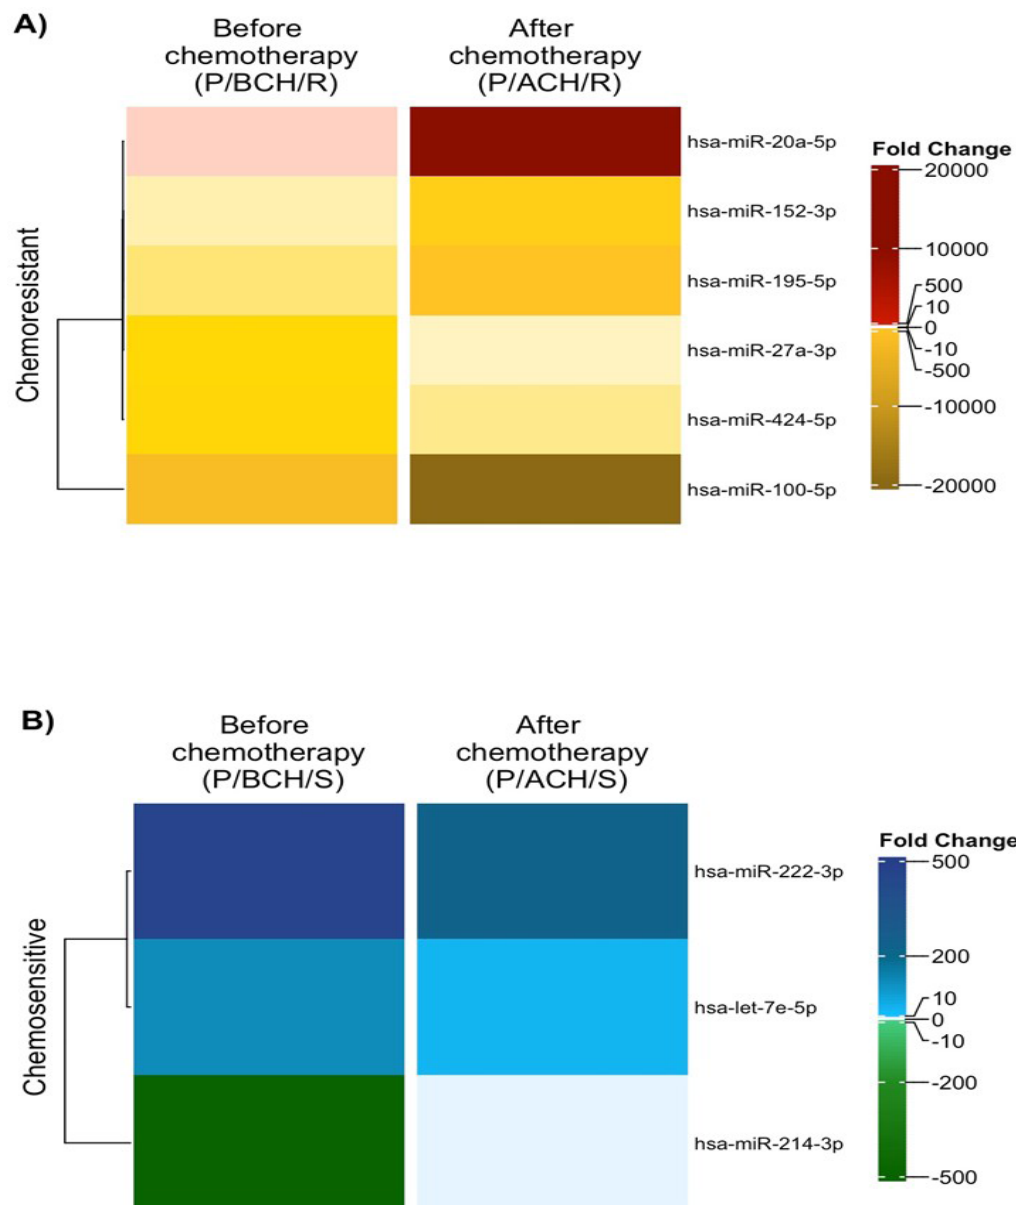 A)
Before
chemotherapy
(P/BCH/R)
After
chemotherapy
(P/ACH/R)
Chemoresistant
hsa-miR-20a-5p
hsa-miR-152-3p
hsa-miR-195-5p
hsa-miR-27a-3p
hsa-miR-424-5p
hsa-miR-100-5p
Fold Change
20000
10000
500
10
0
-10
-500
-10000
-20000
B)
Before
chemotherapy
(P/BCH/S)
After
chemotherapy
(P/ACH/S)
Chemosensitive
hsa-miR-222-3p
hsa-let-7e-5p
hsa-miR-214-3p
Fold Change
500
200
10
0
-10
-200
-500